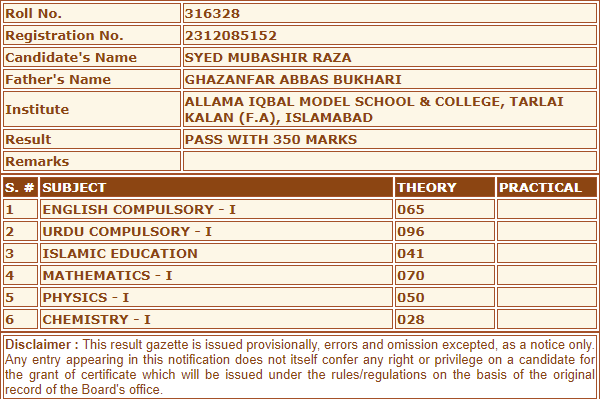 Roll No. 316328
Registration No. 2312085152
Candidate's Name SYED MUBASHIR RAZA
Father's Name GHAZANFAR ABBAS BUKHARI
Institute ALLAMA IQBAL MODEL SCHOOL & COLLEGE, TARLAI
KALAN (F.A), ISLAMABAD
Result PASS WITH 350 MARKS
Remarks
S. # SUBJECT THEORY PRACTICAL
1 ENGLISH COMPULSORY - I 065
2 URDU COMPULSORY - I 096
3 ISLAMIC EDUCATION 041
4 MATHEMATICS - I 070
5 PHYSICS - I 050
6 CHEMISTRY - I 028
Disclaimer : This result gazette is issued provisionally, errors and omission excepted, as a notice only.
Any entry appearing in this notification does not itself confer any right or privilege on a candidate for
the grant of certificate which will be issued under the rules/regulations on the basis of the original
record of the Board's office.